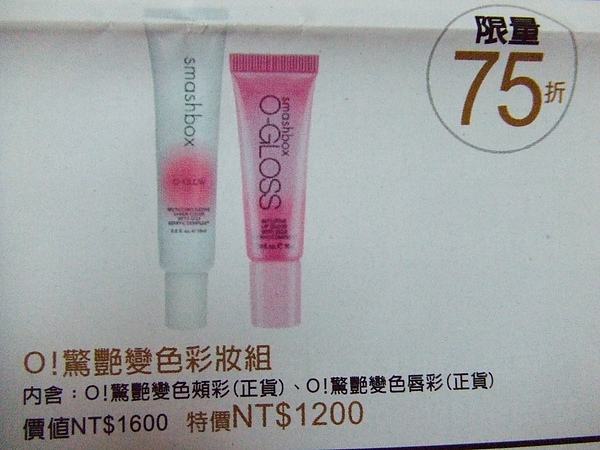 限量
75折
smashbox
O-GLOW
smashbox
O-GLOSS
O!驚艷變色彩妝組
內含：O!驚艷變色頰彩(正貨)、O!驚艷變色唇彩(正貨)
價值NT$1600 特價NT$1200